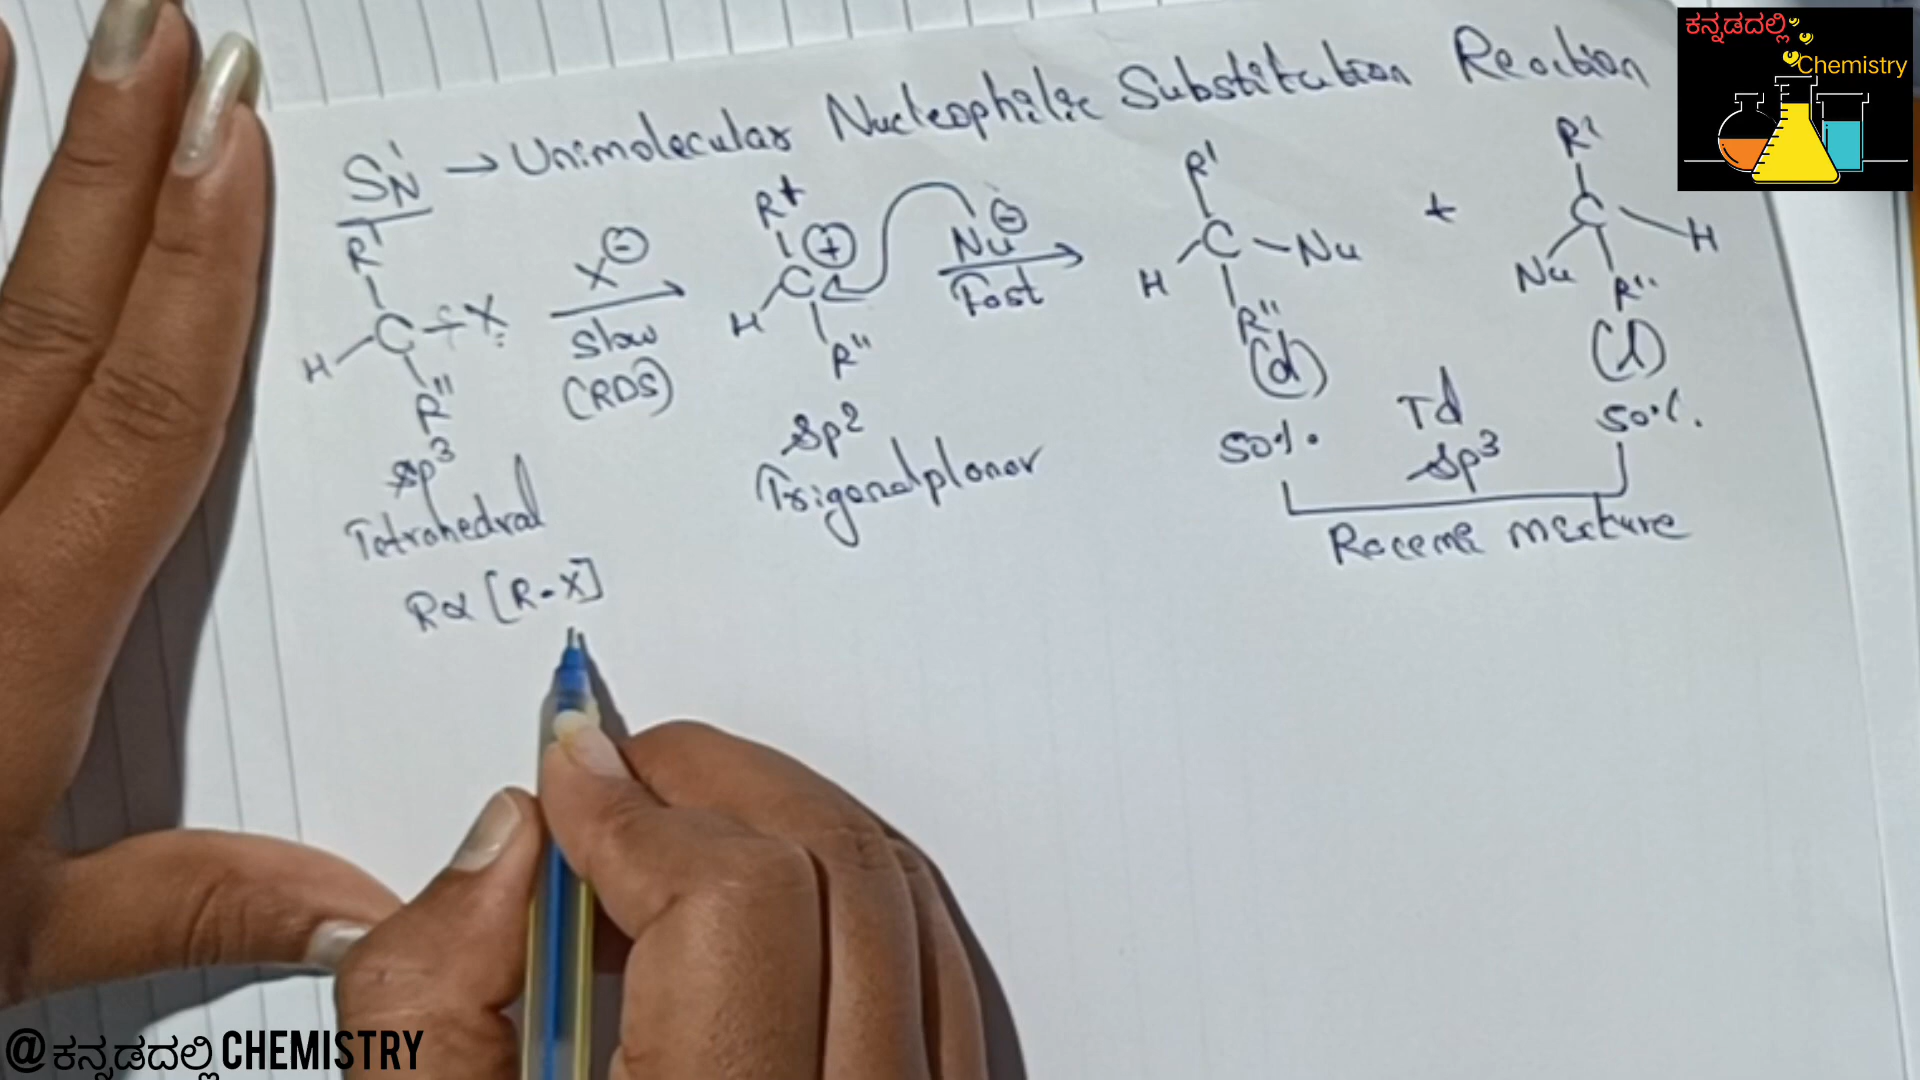 ಕನ್ನಡದಲ್ಲಿ
Chemistry
SN¹ → Unimolecular Nucleophilic Substitution Reaction
R' R+ R' R'
X⊖ C⊕ Nu⊖ C – Nu + C – H
H C X Slow H Fast H Nu
R'' (RDS) R'' R'' R''
(d) (l)
sp³ sp² 50% Td 50%.
Tetrahedral Trigonal planar sp³
R∝ [R-X] Racemic mixture
@ಕನ್ನಡದಲ್ಲಿ CHEMISTRY